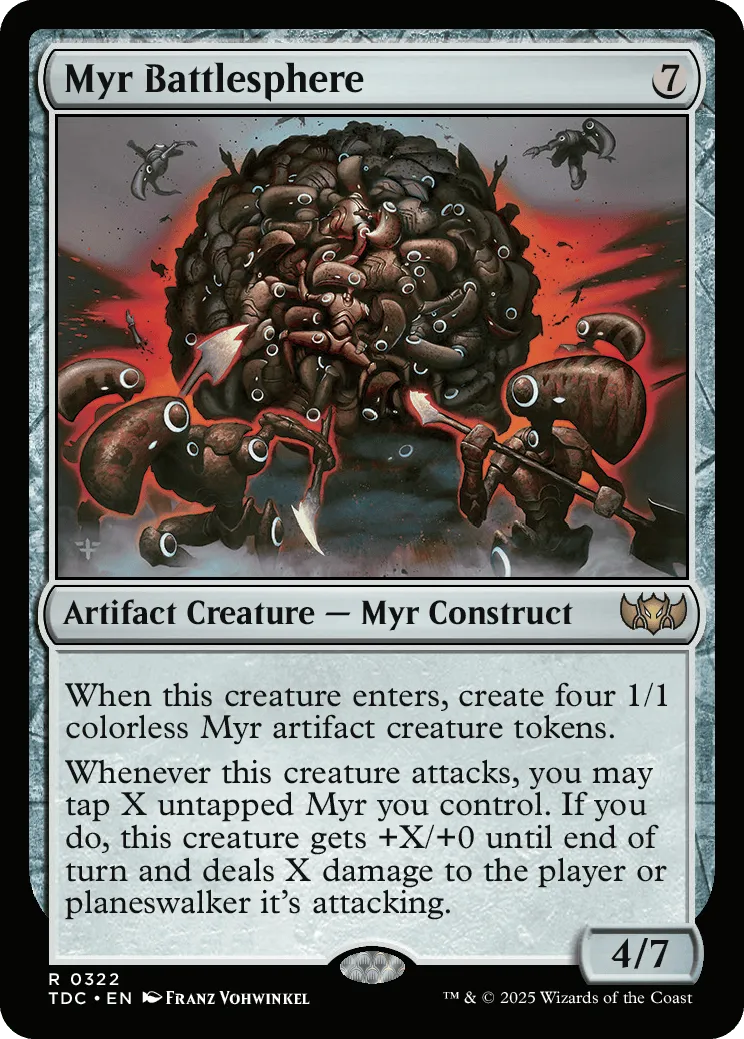 Myr Battlesphere 7
Artifact Creature — Myr Construct
When this creature enters, create four 1/1
colorless Myr artifact creature tokens.
Whenever this creature attacks, you may
tap X untapped Myr you control. If you
do, this creature gets +X/+0 until end of
turn and deals X damage to the player or
planeswalker it's attacking.
4/7
R 0322
TDC • EN Franz Vohwinkel
™ & © 2025 Wizards of the Coast